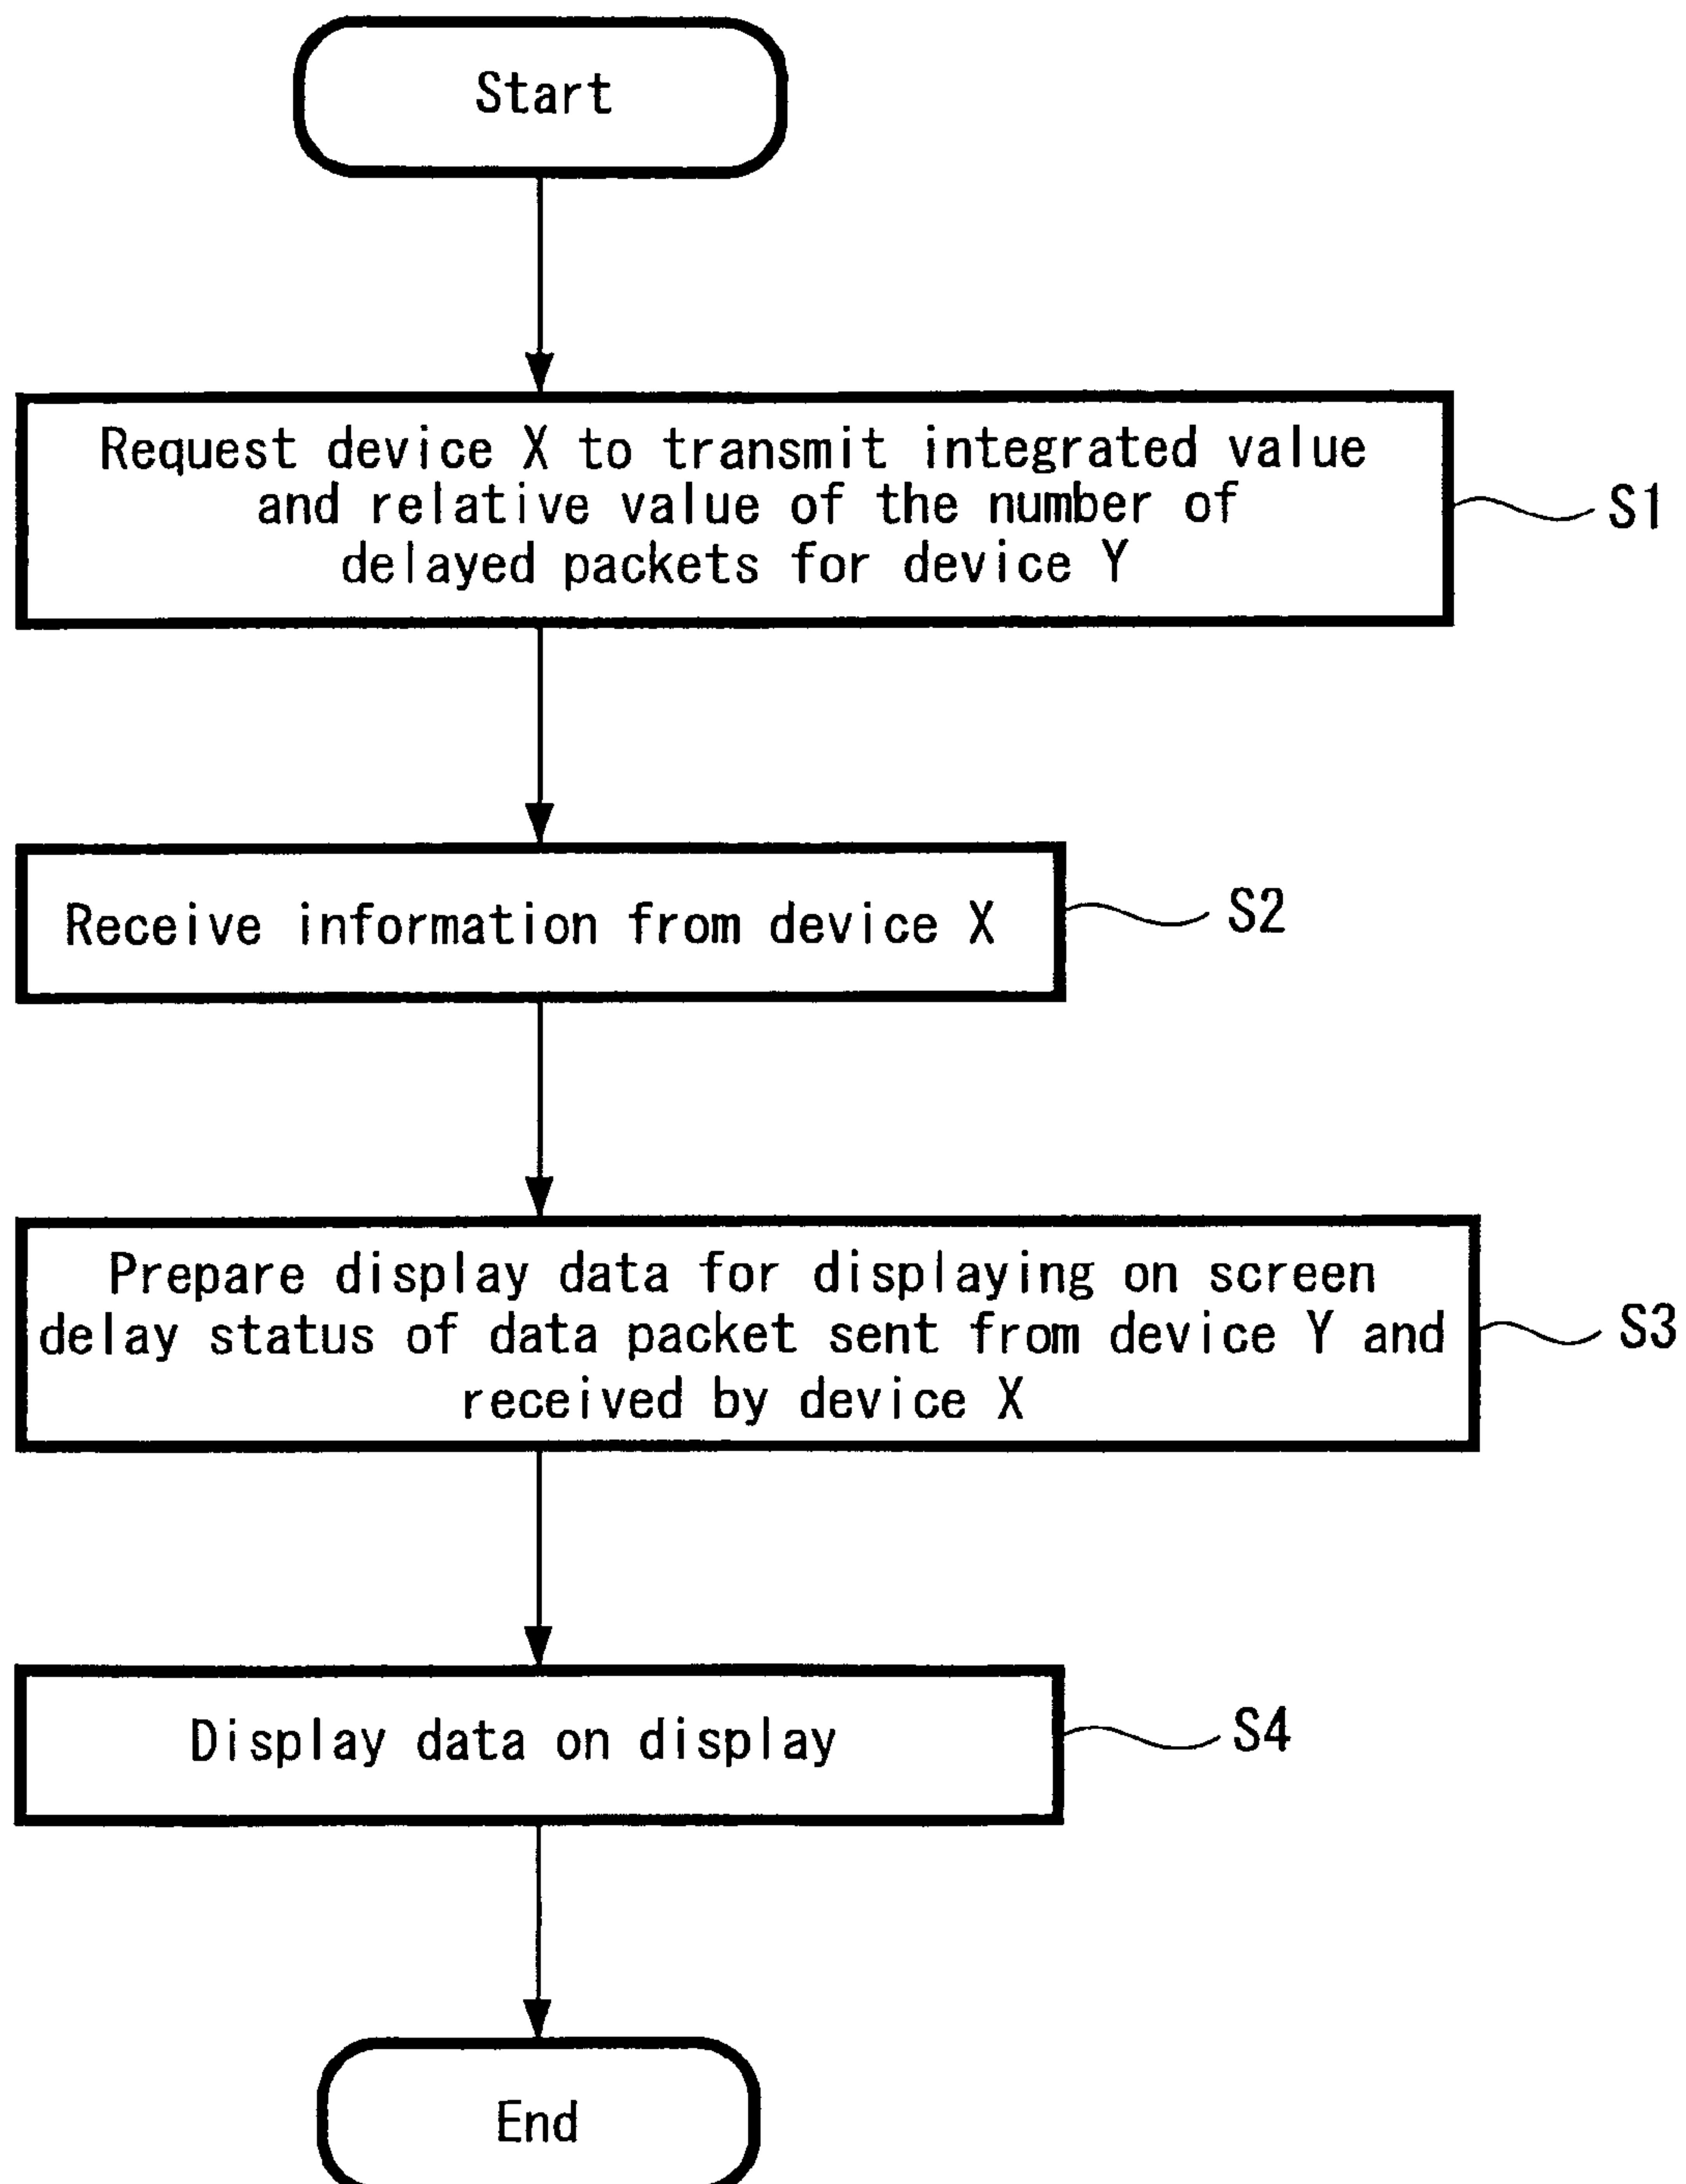 Start
Request device X to transmit integrated value
and relative value of the number of
delayed packets for device Y
S1
Receive information from device X
S2
Prepare display data for displaying on screen
delay status of data packet sent from device Y and
received by device X
S3
Display data on display
S4
End